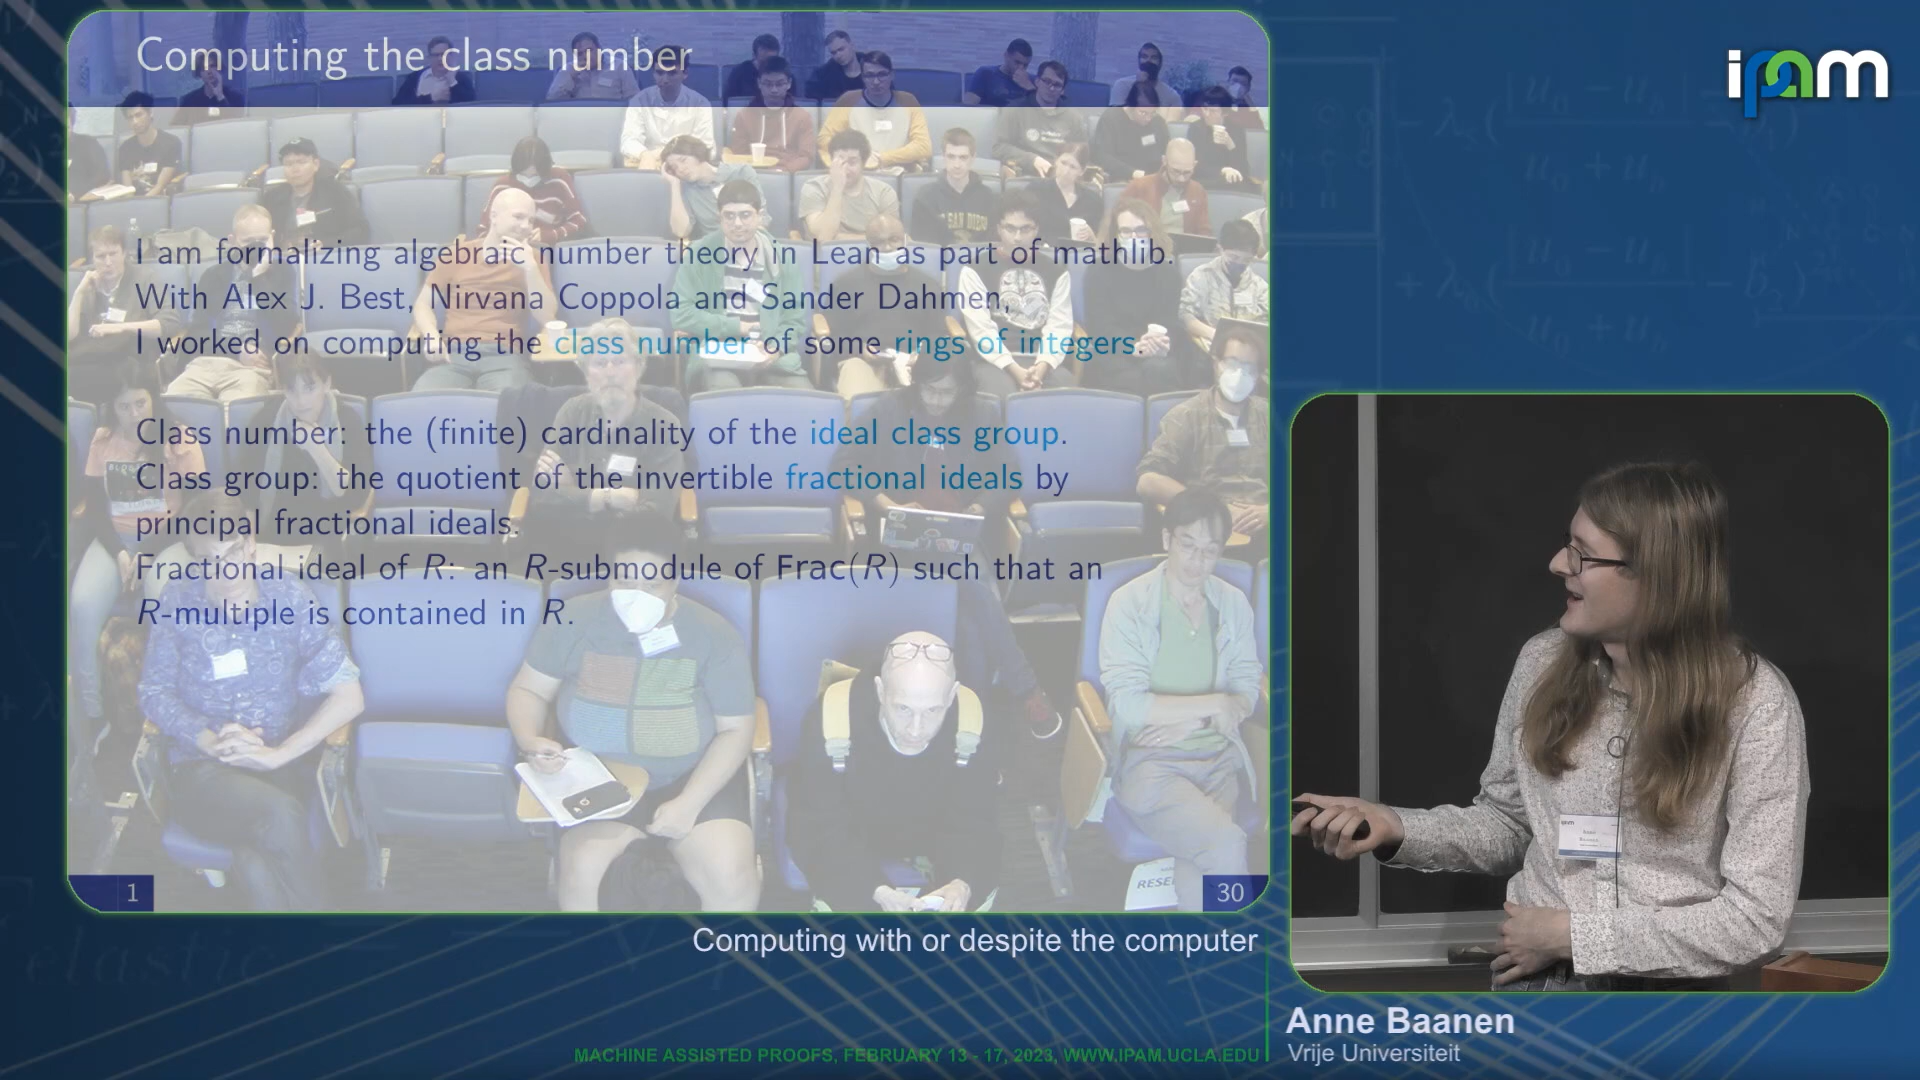 Computing the class number
ipam
I am formalizing algebraic number theory in Lean as part of mathlib.
With Alex J. Best, Nirvana Coppola and Sander Dahmen,
I worked on computing the class number of some rings of integers.
Class number: the (finite) cardinality of the ideal class group.
Class group: the quotient of the invertible fractional ideals by
principal fractional ideals.
Fractional ideal of R: an R-submodule of Frac(R) such that an
R-multiple is contained in R.
SAN DIEGO
RESE
1
30
Computing with or despite the computer
elastic
Anne Baanen
Vrije Universiteit
MACHINE ASSISTED PROOFS, FEBRUARY 13 - 17, 2023, WWW.IPAM.UCLA.EDU